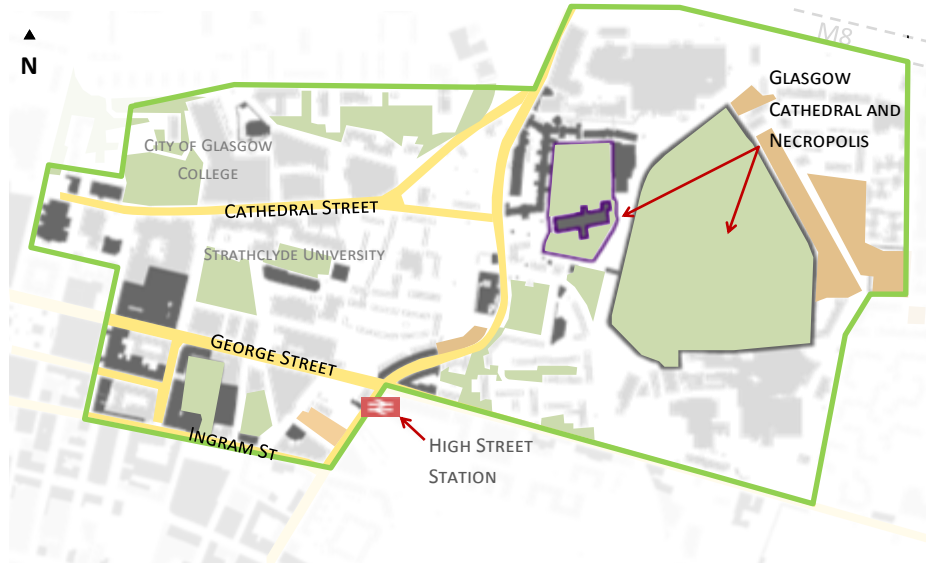 M8
N
GLASGOW
CATHEDRAL AND
NECROPOLIS
CITY OF GLASGOW
COLLEGE
CATHEDRAL STREET
STRATHCLYDE UNIVERSITY
GEORGE STREET
INGRAM ST
HIGH STREET
STATION